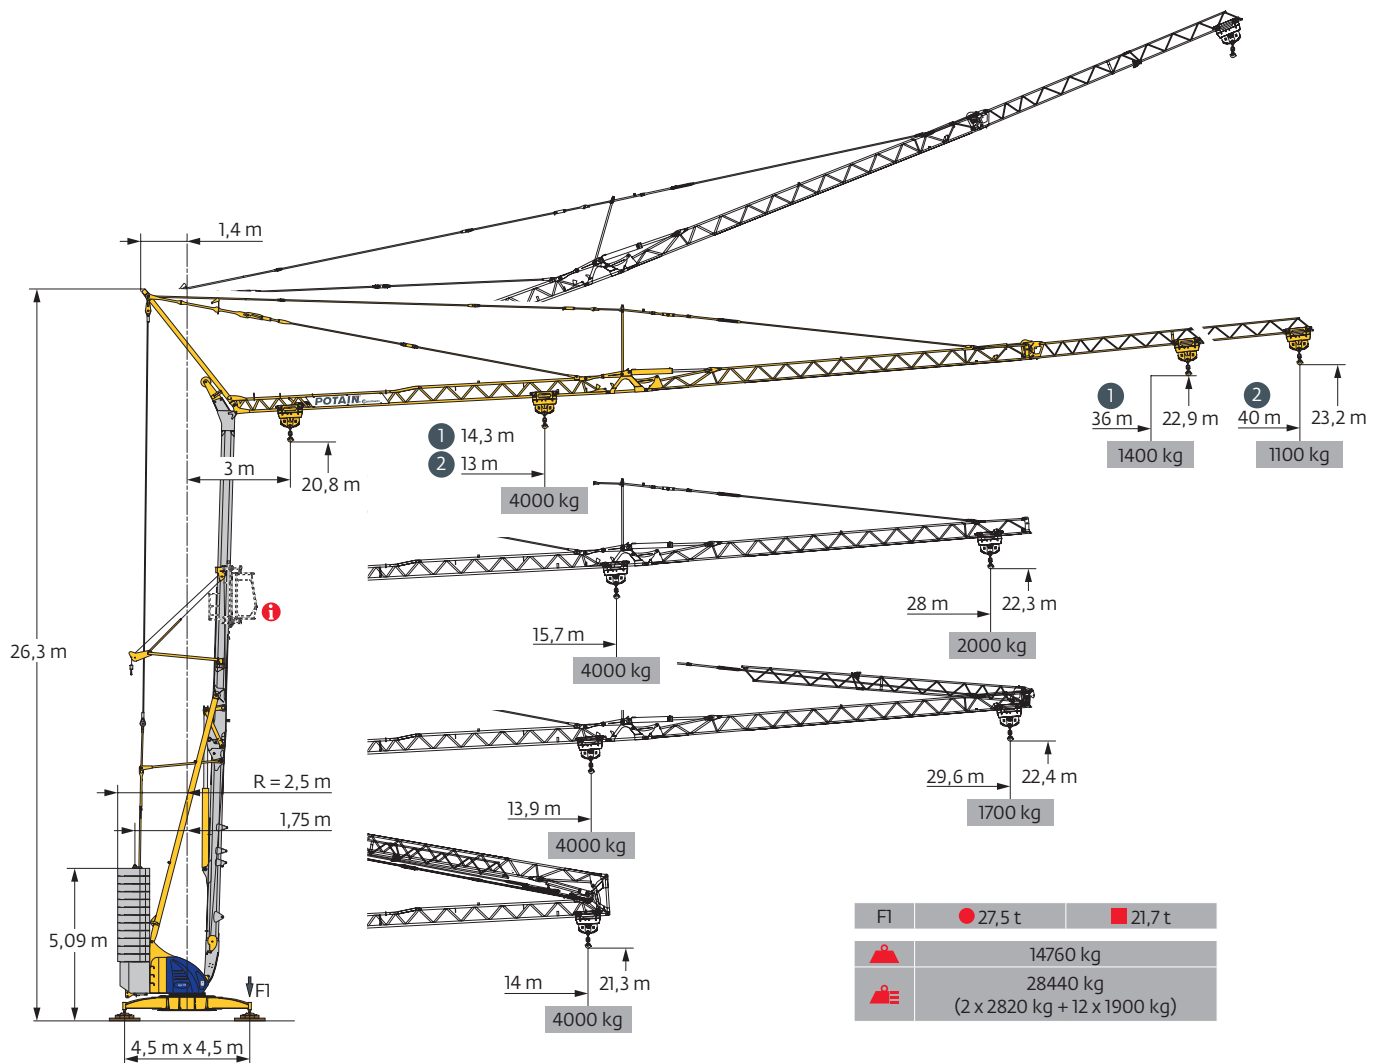 1,4 m
POTAIN
3 m
20,8 m
1 14,3 m
2 13 m
4000 kg
1
36 m
22,9 m
1400 kg
2
40 m
23,2 m
1100 kg
15,7 m
4000 kg
28 m
22,3 m
2000 kg
i
26,3 m
13,9 m
4000 kg
29,6 m
22,4 m
1700 kg
R = 2,5 m
1,75 m
5,09 m
14 m
21,3 m
4000 kg
F1
4,5 m x 4,5 m
F1 27,5 t 21,7 t
14760 kg
28440 kg
(2 x 2820 kg + 12 x 1900 kg)